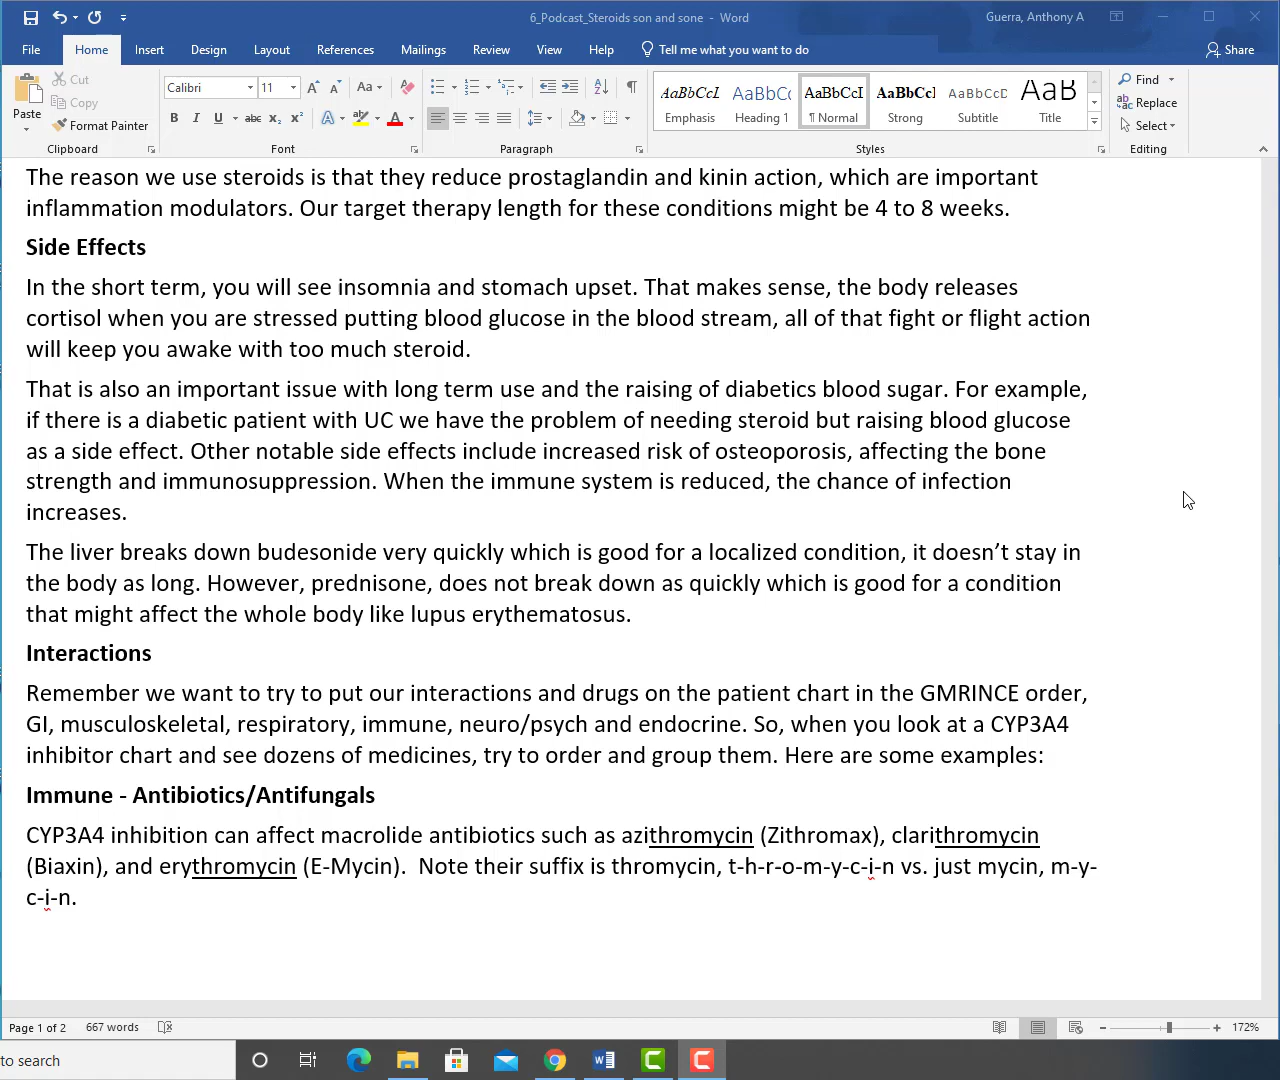 6_Podcast_Steroids son and sone - Word
Guerra, Anthony A
File Home Insert Design Layout References Mailings Review View Help Tell me what you want to do Share
Paste
Cut
Copy
Format Painter
Clipboard
Calibri 11
Aa
B I U abc x₂ x²
A ab A
Font
Paragraph
AaBbCcI AaBbCc AaBbCcI AaBbCcI AaBbCcD AaB
Emphasis Heading 1 ¶ Normal Strong Subtitle Title
Styles
Find
Replace
Select
Editing
The reason we use steroids is that they reduce prostaglandin and kinin action, which are important
inflammation modulators. Our target therapy length for these conditions might be 4 to 8 weeks.
Side Effects
In the short term, you will see insomnia and stomach upset. That makes sense, the body releases
cortisol when you are stressed putting blood glucose in the blood stream, all of that fight or flight action
will keep you awake with too much steroid.
That is also an important issue with long term use and the raising of diabetics blood sugar. For example,
if there is a diabetic patient with UC we have the problem of needing steroid but raising blood glucose
as a side effect. Other notable side effects include increased risk of osteoporosis, affecting the bone
strength and immunosuppression. When the immune system is reduced, the chance of infection
increases.
The liver breaks down budesonide very quickly which is good for a localized condition, it doesn’t stay in
the body as long. However, prednisone, does not break down as quickly which is good for a condition
that might affect the whole body like lupus erythematosus.
Interactions
Remember we want to try to put our interactions and drugs on the patient chart in the GMRINCE order,
GI, musculoskeletal, respiratory, immune, neuro/psych and endocrine. So, when you look at a CYP3A4
inhibitor chart and see dozens of medicines, try to order and group them. Here are some examples:
Immune - Antibiotics/Antifungals
CYP3A4 inhibition can affect macrolide antibiotics such as azithromycin (Zithromax), clarithromycin
(Biaxin), and erythromycin (E-Mycin).  Note their suffix is thromycin, t-h-r-o-m-y-c-i-n vs. just mycin, m-y-
c-i-n.
Page 1 of 2 667 words 172%
to search